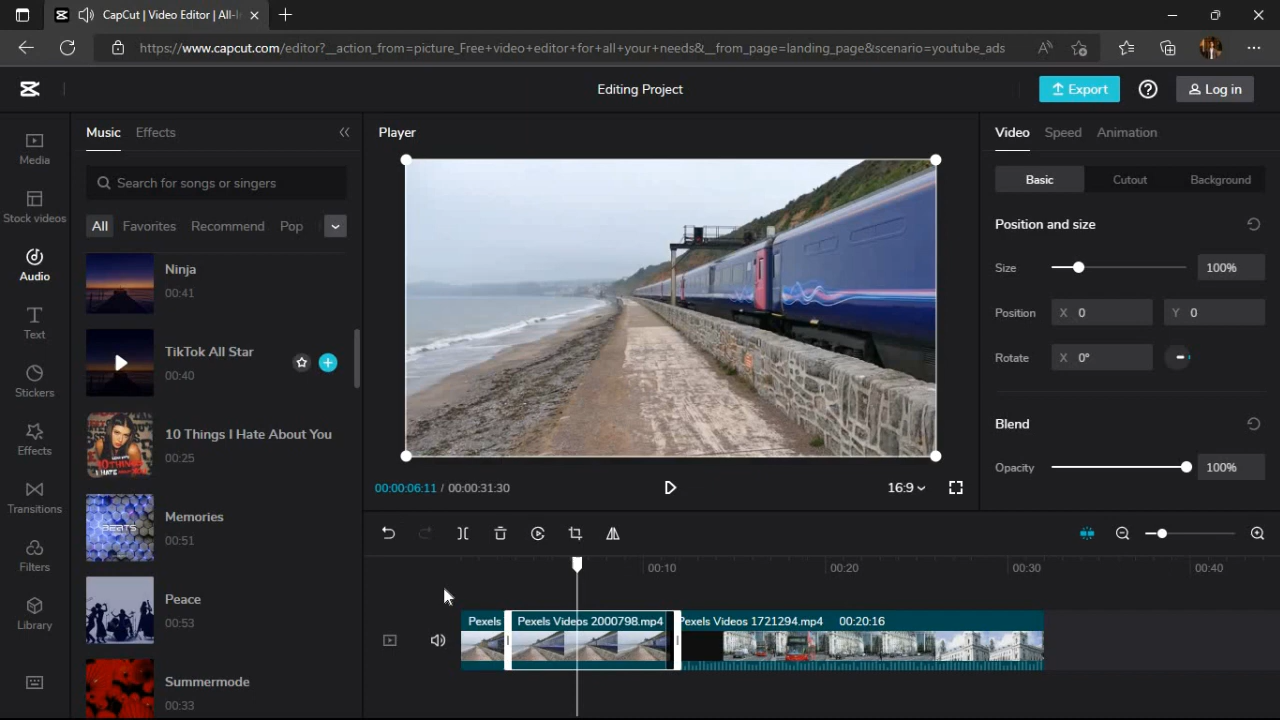 CapCut | Video Editor | All-I
https://www.capcut.com/editor?__action_from=picture_Free+video+editor+for+all+your+needs&__from_page=landing_page&scenario=youtube_ads
Editing Project
Export
Log in
Media
Stock videos
Audio
Text
Stickers
Effects
Transitions
Filters
Library
Music Effects
Search for songs or singers
All Favorites Recommend Pop
Ninja
00:41
TikTok All Star
00:40
10 Things I Hate About You
00:25
BEATS
Memories
00:51
Peace
00:53
Summermode
00:33
Player
00:00:06:11 / 00:00:31:30
16:9
Video Speed Animation
Basic Cutout Background
Position and size
Size 100%
Position X 0 Y 0
Rotate X 0°
Blend
Opacity 100%
00:10 00:20 00:30 00:40
Pexels Pexels Videos 2000798.mp4 Pexels Videos 1721294.mp4 00:20:16